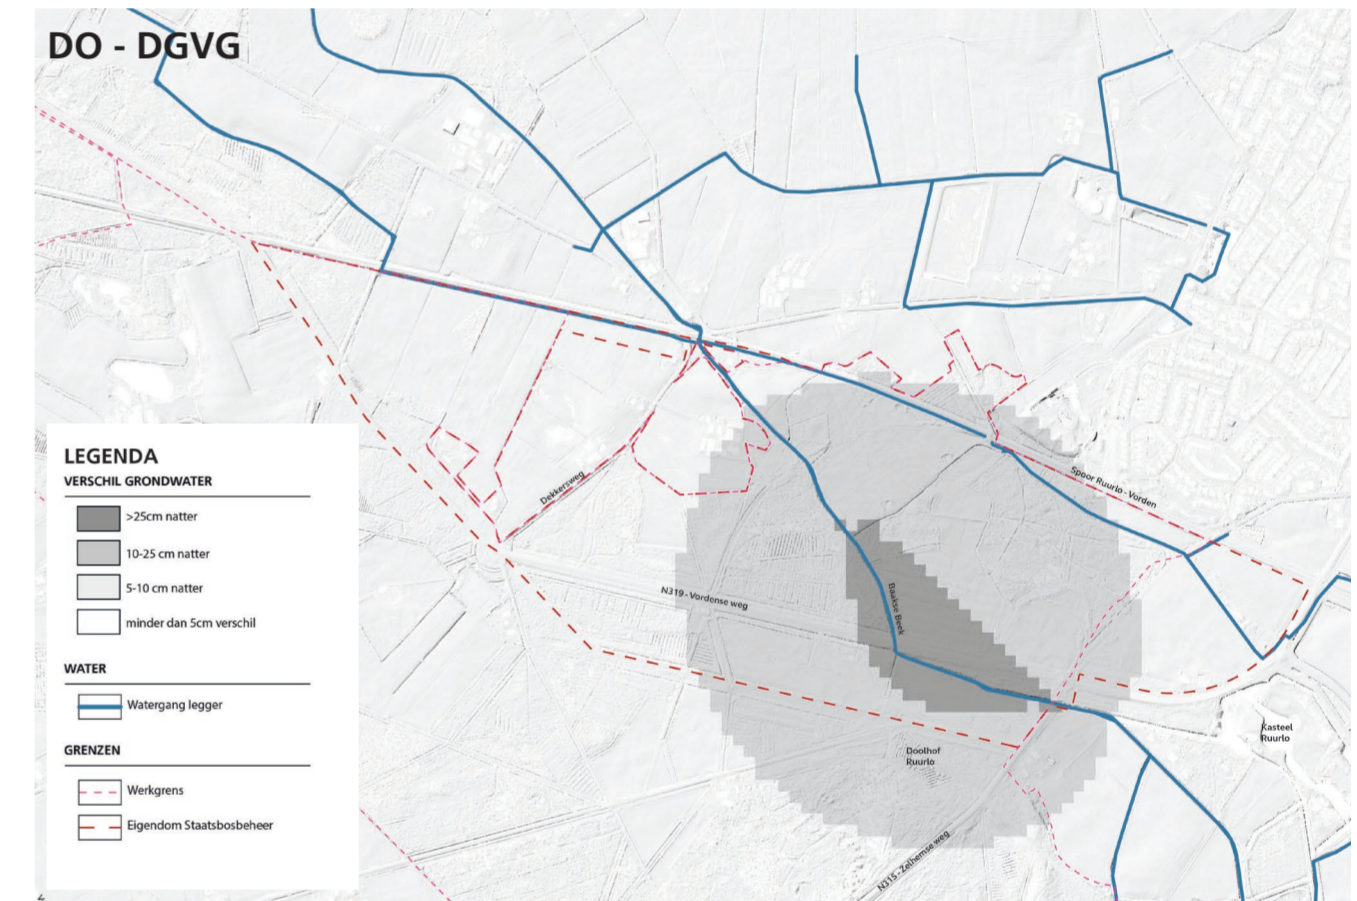 DO - DGVG
LEGENDA
VERSCHIL GRONDWATER
>25cm natter
10-25 cm natter
5-10 cm natter
minder dan 5cm verschil
WATER
Watergang legger
GRENZEN
Werkgrens
Eigendom Staatsbosbeheer
Dekkersweg
Spoor Ruurlo - Vorden
N319 - Vordense weg
Baakse Beek
Kasteel
Ruurlo
Doolhof
Ruurlo
N315 - Zelhemse weg